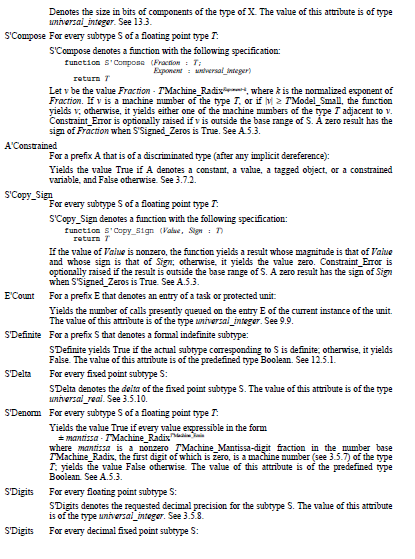 Denotes the size in bits of components of the type of X. The value of this attribute is of type
universal_integer. See 13.3.
S'Compose For every subtype S of a floating point type T:
S'Compose denotes a function with the following specification:
function S'Compose (Fraction : T;
Exponent : universal_integer)
return T
Let v be the value Fraction · T'Machine_Radix^Exponent–k, where k is the normalized exponent of
Fraction. If v is a machine number of the type T, or if |v| ≥ T'Model_Small, the function
yields v; otherwise, it yields either one of the machine numbers of the type T adjacent to v.
Constraint_Error is optionally raised if v is outside the base range of S. A zero result has the
sign of Fraction when S'Signed_Zeros is True. See A.5.3.
A'Constrained
For a prefix A that is of a discriminated type (after any implicit dereference):
Yields the value True if A denotes a constant, a value, a tagged object, or a constrained
variable, and False otherwise. See 3.7.2.
S'Copy_Sign
For every subtype S of a floating point type T:
S'Copy_Sign denotes a function with the following specification:
function S'Copy_Sign (Value, Sign : T)
return T
If the value of Value is nonzero, the function yields a result whose magnitude is that of Value
and whose sign is that of Sign; otherwise, it yields the value zero. Constraint_Error is
optionally raised if the result is outside the base range of S. A zero result has the sign of Sign
when S'Signed_Zeros is True. See A.5.3.
E'Count For a prefix E that denotes an entry of a task or protected unit:
Yields the number of calls presently queued on the entry E of the current instance of the unit.
The value of this attribute is of the type universal_integer. See 9.9.
S'Definite For a prefix S that denotes a formal indefinite subtype:
S'Definite yields True if the actual subtype corresponding to S is definite; otherwise, it yields
False. The value of this attribute is of the predefined type Boolean. See 12.5.1.
S'Delta For every fixed point subtype S:
S'Delta denotes the delta of the fixed point subtype S. The value of this attribute is of the type
universal_real. See 3.5.10.
S'Denorm For every subtype S of a floating point type T:
Yields the value True if every value expressible in the form
± mantissa · T'Machine_Radix^T'Machine_Emin
where mantissa is a nonzero T'Machine_Mantissa-digit fraction in the number base
T'Machine_Radix, the first digit of which is zero, is a machine number (see 3.5.7) of the type
T; yields the value False otherwise. The value of this attribute is of the predefined type
Boolean. See A.5.3.
S'Digits For every floating point subtype S:
S'Digits denotes the requested decimal precision for the subtype S. The value of this attribute
is of the type universal_integer. See 3.5.8.
S'Digits For every decimal fixed point subtype S: